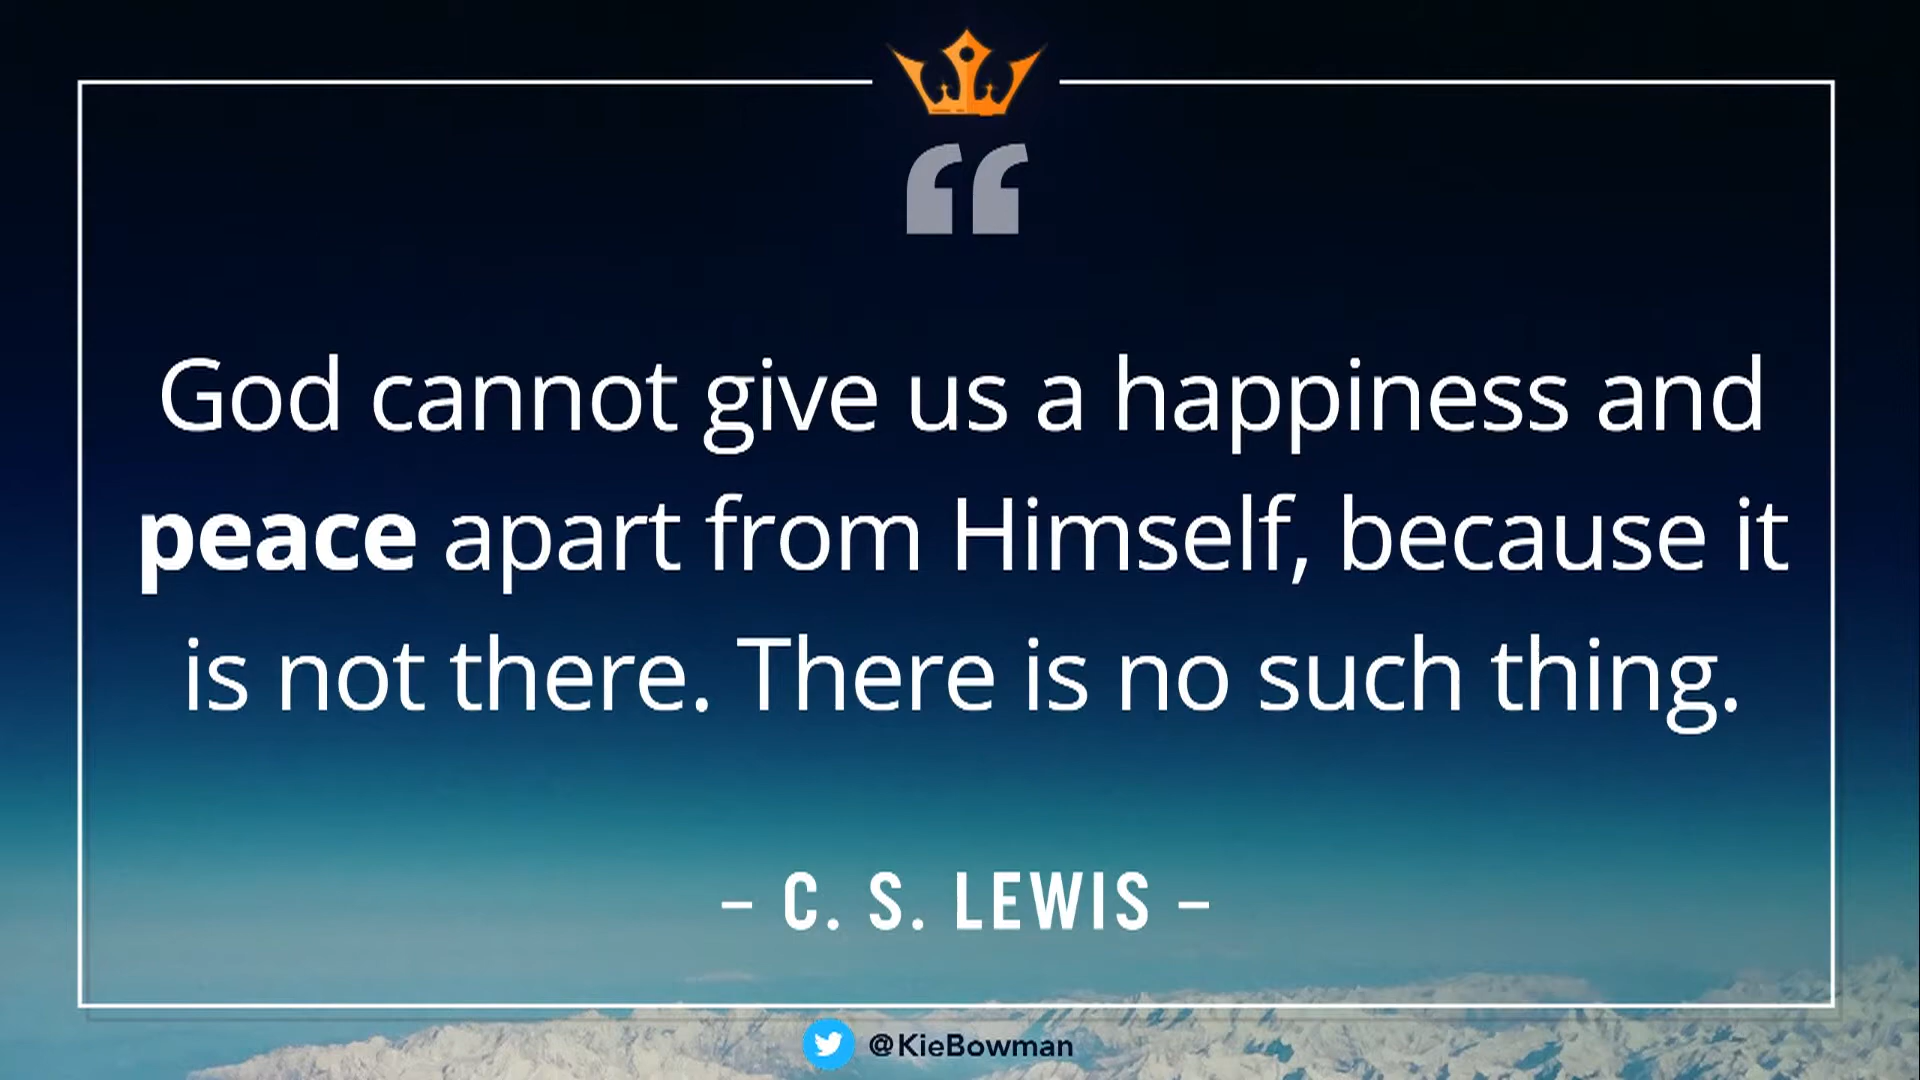 “
God cannot give us a happiness and
peace apart from Himself, because it
is not there. There is no such thing.
– C. S. LEWIS –
@KieBowman